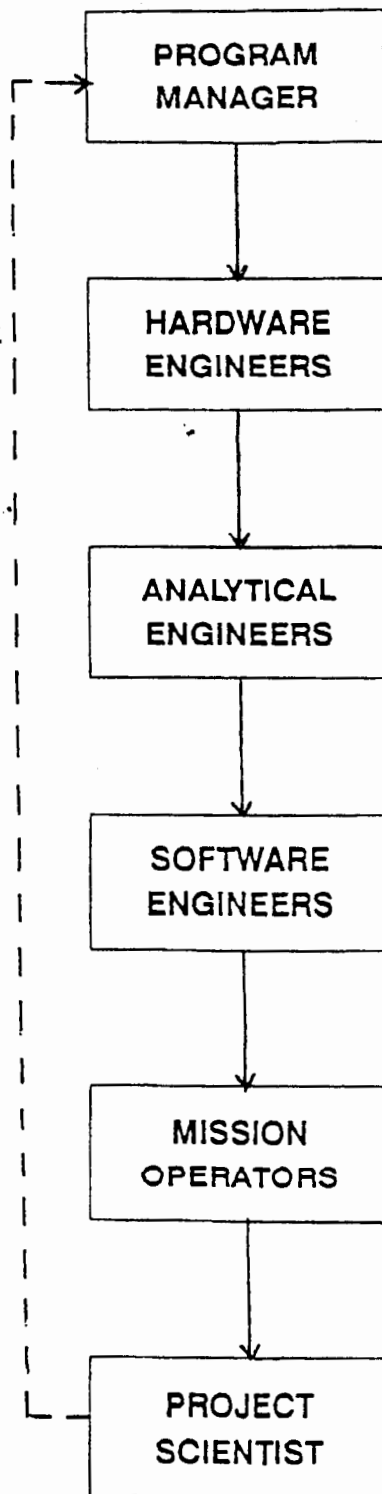 PROGRAM
MANAGER
HARDWARE
ENGINEERS
ANALYTICAL
ENGINEERS
SOFTWARE
ENGINEERS
MISSION
OPERATORS
PROJECT
SCIENTIST